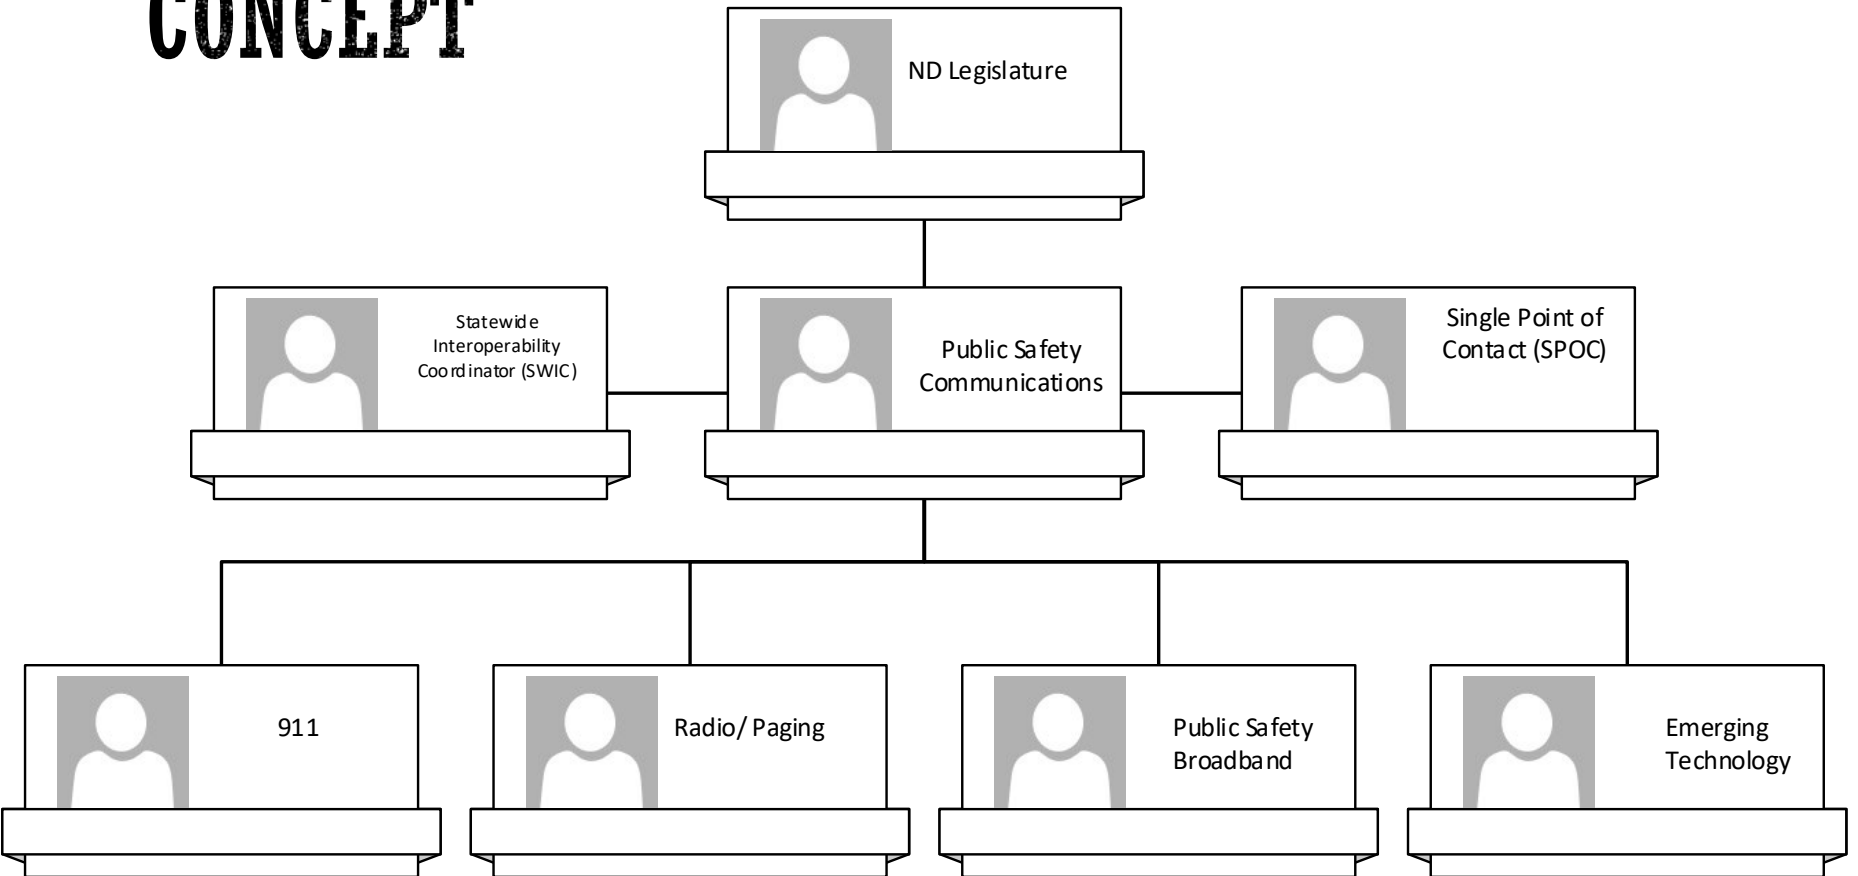 CONCEPT
ND Legislature
Statewide
Interoperability
Coordinator (SWIC)
Public Safety
Communications
Single Point of
Contact (SPOC)
911
Radio/ Paging
Public Safety
Broadband
Emerging
Technology